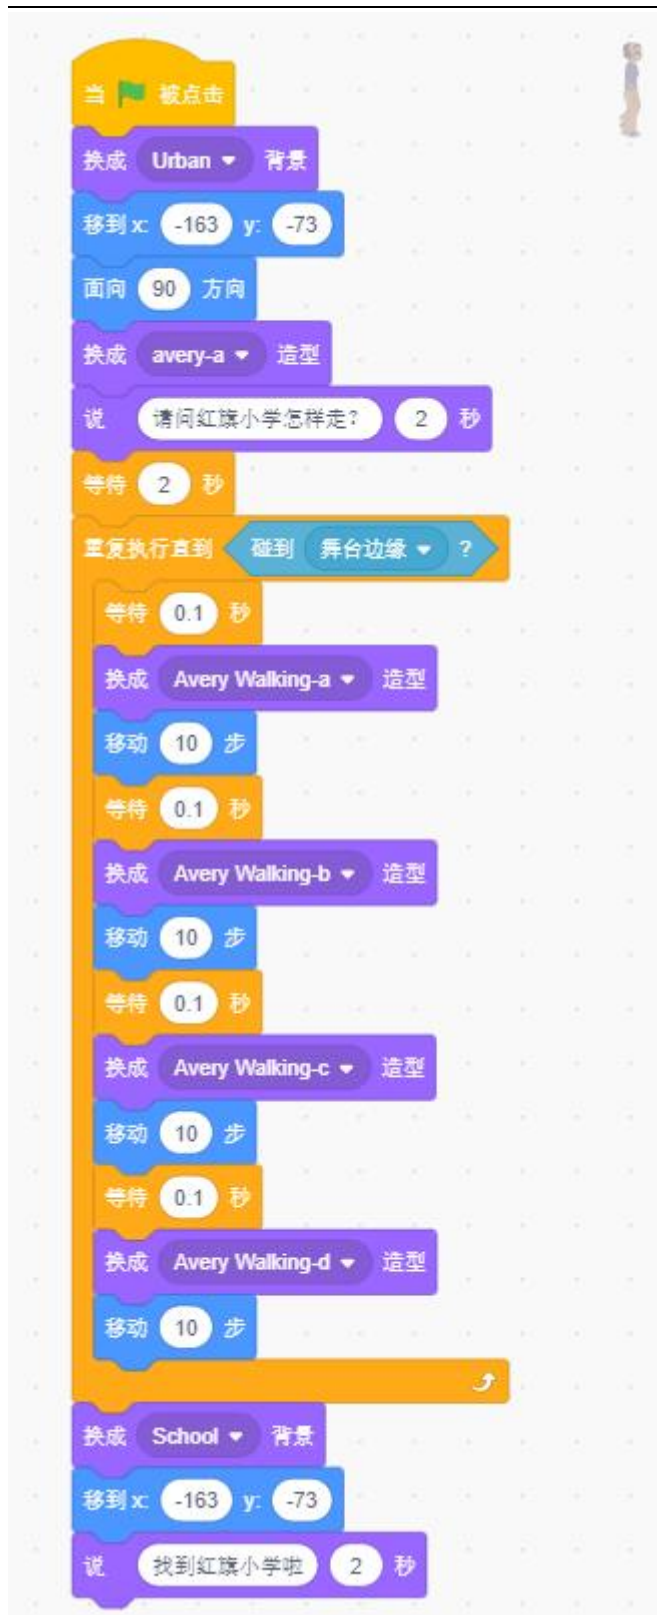 当 被点击
换成 Urban 背景
移到 x: -163 y: -73
面向 90 方向
换成 avery-a 造型
说 请问红旗小学怎样走? 2 秒
等待 2 秒
重复执行直到 碰到 舞台边缘 ?
等待 0.1 秒
换成 Avery Walking-a 造型
移动 10 步
等待 0.1 秒
换成 Avery Walking-b 造型
移动 10 步
等待 0.1 秒
换成 Avery Walking-c 造型
移动 10 步
等待 0.1 秒
换成 Avery Walking-d 造型
移动 10 步
换成 School 背景
移到 x: -163 y: -73
说 找到红旗小学啦 2 秒